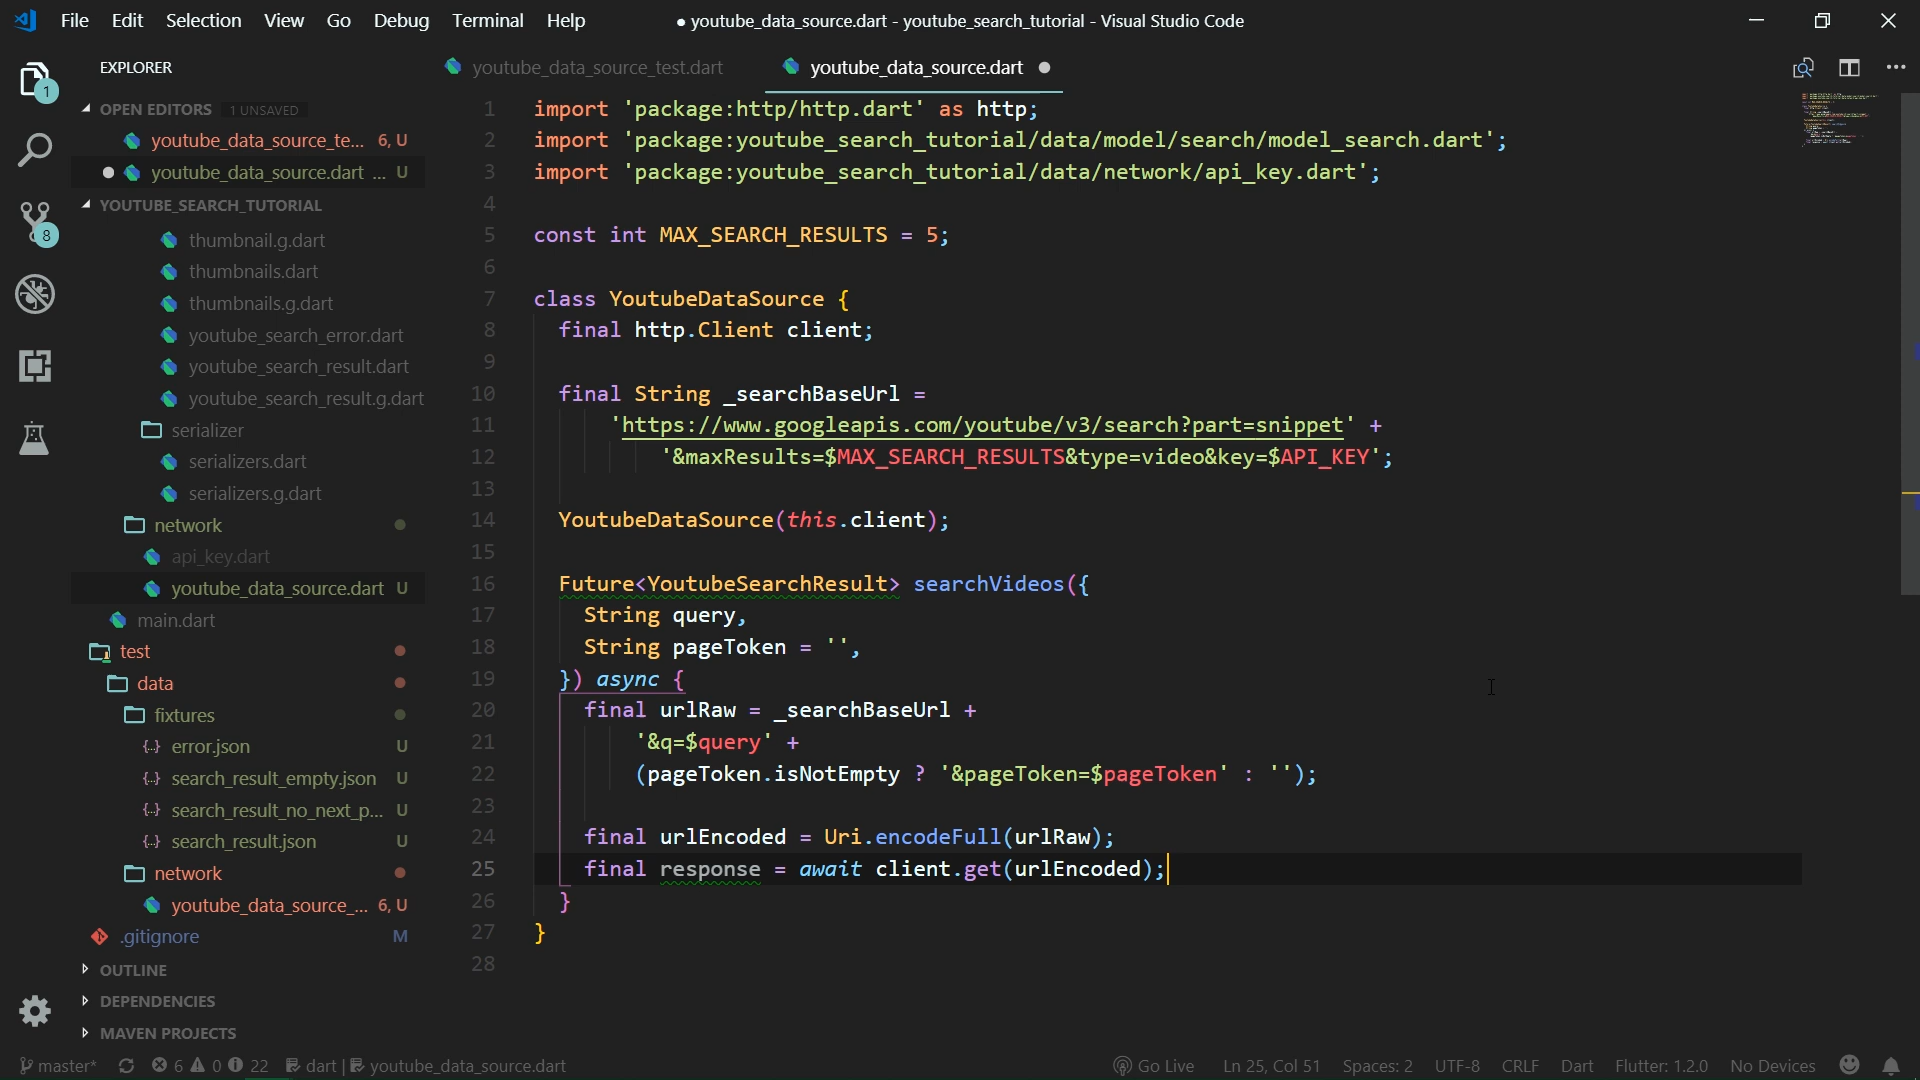 File Edit Selection View Go Debug Terminal Help
● youtube_data_source.dart - youtube_search_tutorial - Visual Studio Code
EXPLORER
1
8
OPEN EDITORS 1 UNSAVED
youtube_data_source_te... 6, U
youtube_data_source.dart ... U
YOUTUBE_SEARCH_TUTORIAL
thumbnail.g.dart
thumbnails.dart
thumbnails.g.dart
youtube_search_error.dart
youtube_search_result.dart
youtube_search_result.g.dart
serializer
serializers.dart
serializers.g.dart
network
api_key.dart
youtube_data_source.dart U
main.dart
test
data
fixtures
error.json U
search_result_empty.json U
search_result_no_next_p... U
search_result.json U
network
youtube_data_source_... 6, U
.gitignore M
OUTLINE
DEPENDENCIES
MAVEN PROJECTS
youtube_data_source_test.dart youtube_data_source.dart
1 import 'package:http/http.dart' as http;
2 import 'package:youtube_search_tutorial/data/model/search/model_search.dart';
3 import 'package:youtube_search_tutorial/data/network/api_key.dart';
4
5 const int MAX_SEARCH_RESULTS = 5;
6
7 class YoutubeDataSource {
8 final http.Client client;
9
10 final String _searchBaseUrl =
11 'https://www.googleapis.com/youtube/v3/search?part=snippet' +
12 '&maxResults=$MAX_SEARCH_RESULTS&type=video&key=$API_KEY';
13
14 YoutubeDataSource(this.client);
15
16 Future<YoutubeSearchResult> searchVideos({
17 String query,
18 String pageToken = '',
19 }) async {
20 final urlRaw = _searchBaseUrl +
21 '&q=$query' +
22 (pageToken.isNotEmpty ? '&pageToken=$pageToken' : '');
23
24 final urlEncoded = Uri.encodeFull(urlRaw);
25 final response = await client.get(urlEncoded);
26 }
27 }
28
master* 6 0 22 dart | youtube_data_source.dart
Go Live Ln 25, Col 51 Spaces: 2 UTF-8 CRLF Dart Flutter: 1.2.0 No Devices